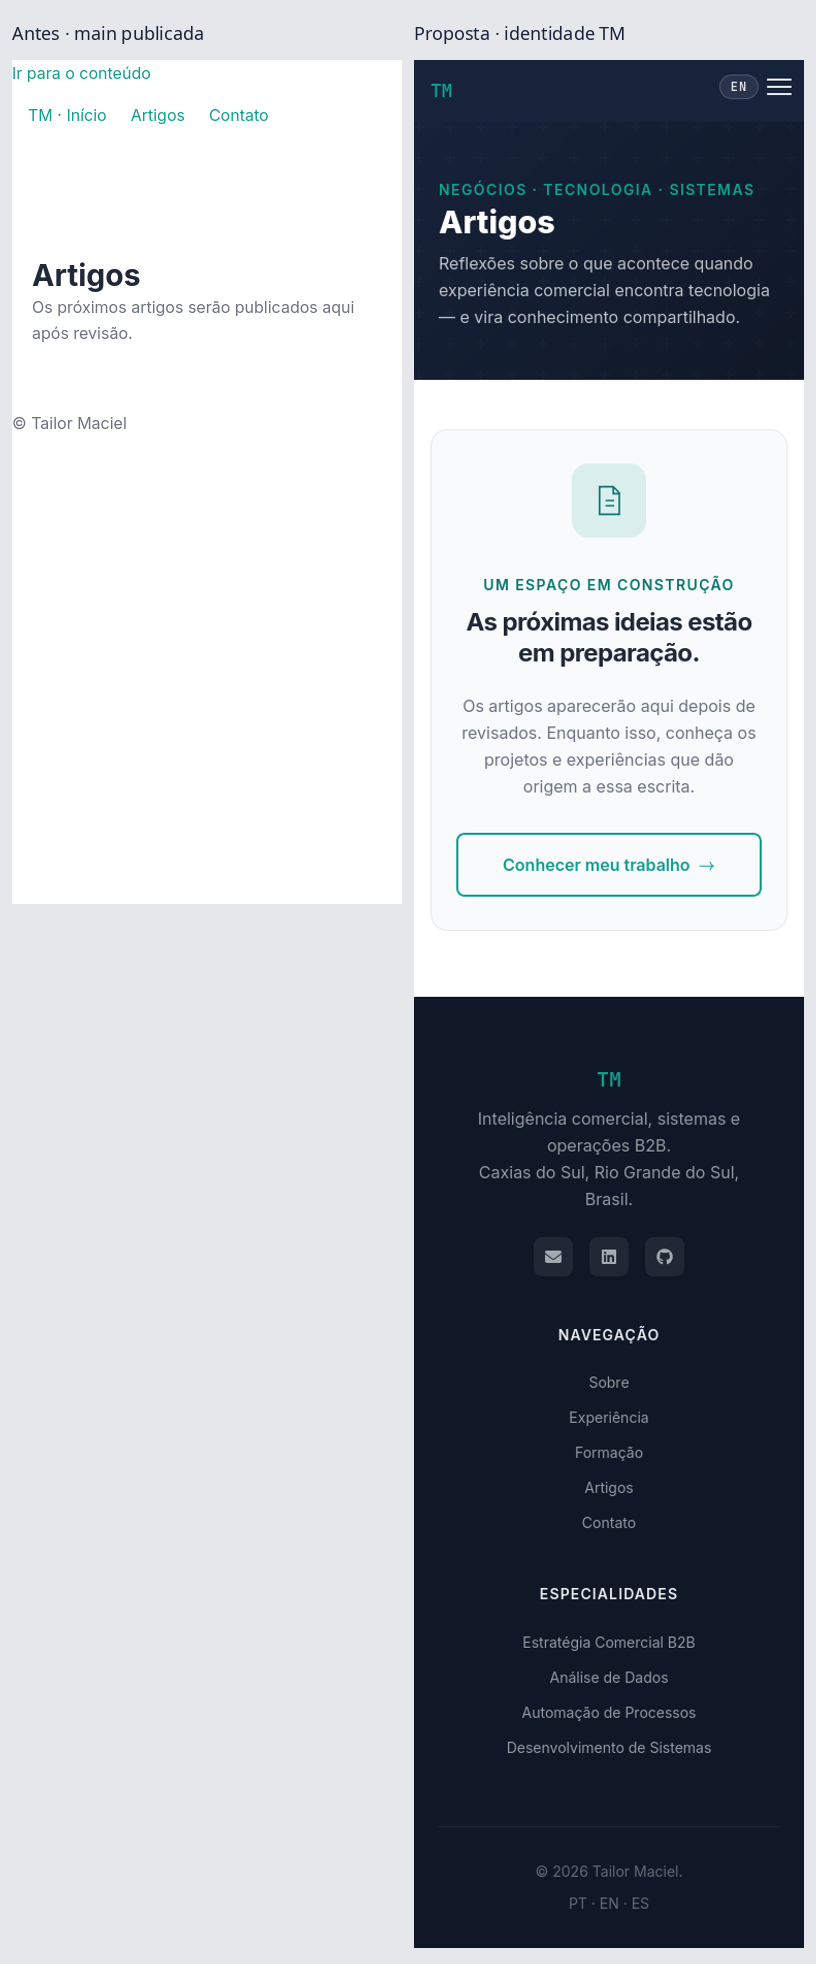 Antes · main publicada
Ir para o conteúdo
TM · Início Artigos Contato
Artigos
Os próximos artigos serão publicados aqui
após revisão.
© Tailor Maciel
Proposta · identidade TM
TM EN
NEGÓCIOS · TECNOLOGIA · SISTEMAS
Artigos
Reflexões sobre o que acontece quando
experiência comercial encontra tecnologia
— e vira conhecimento compartilhado.
UM ESPAÇO EM CONSTRUÇÃO
As próximas ideias estão
em preparação.
Os artigos aparecerão aqui depois de
revisados. Enquanto isso, conheça os
projetos e experiências que dão
origem a essa escrita.
Conhecer meu trabalho →
TM
Inteligência comercial, sistemas e
operações B2B.
Caxias do Sul, Rio Grande do Sul,
Brasil.
NAVEGAÇÃO
Sobre
Experiência
Formação
Artigos
Contato
ESPECIALIDADES
Estratégia Comercial B2B
Análise de Dados
Automação de Processos
Desenvolvimento de Sistemas
© 2026 Tailor Maciel.
PT · EN · ES